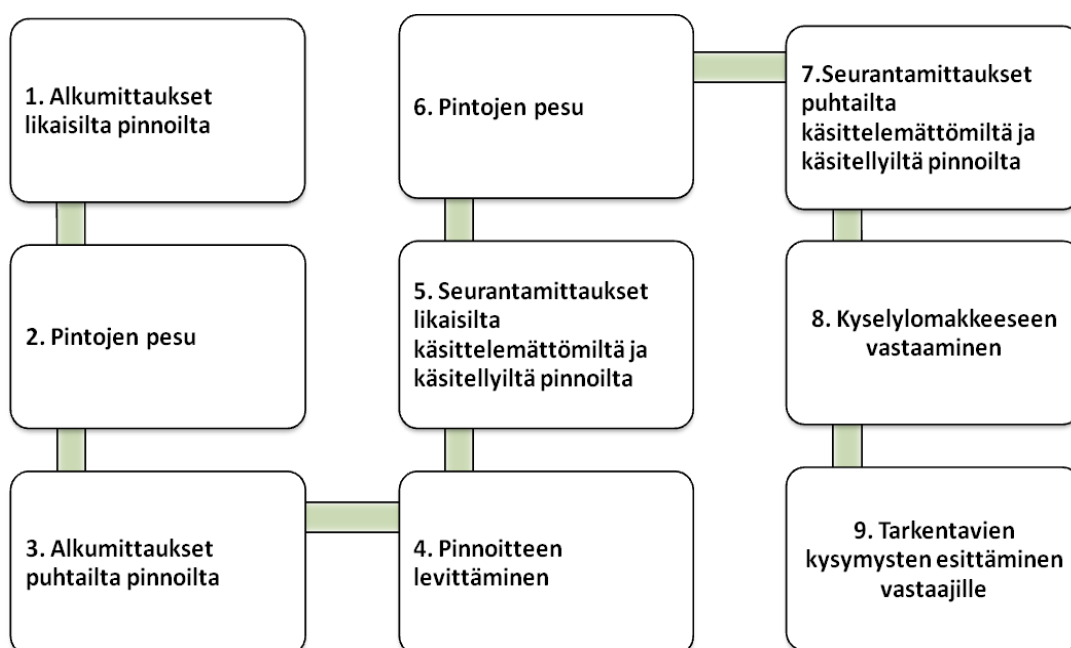 1. Alkumittaukset
likaisilta pinnoilta
2. Pintojen pesu
3. Alkumittaukset
puhtailta pinnoilta
4. Pinnoitteen
levittäminen
5. Seurantamittaukset
likaisilta
käsittelemättömiltä ja
käsitellyiltä pinnoilta
6. Pintojen pesu
7.Seurantamittaukset
puhtailta
käsittelemättömiltä ja
käsitellyiltä pinnoilta
8. Kyselylomakkeeseen
vastaaminen
9. Tarkentavien
kysymysten esittäminen
vastaajille